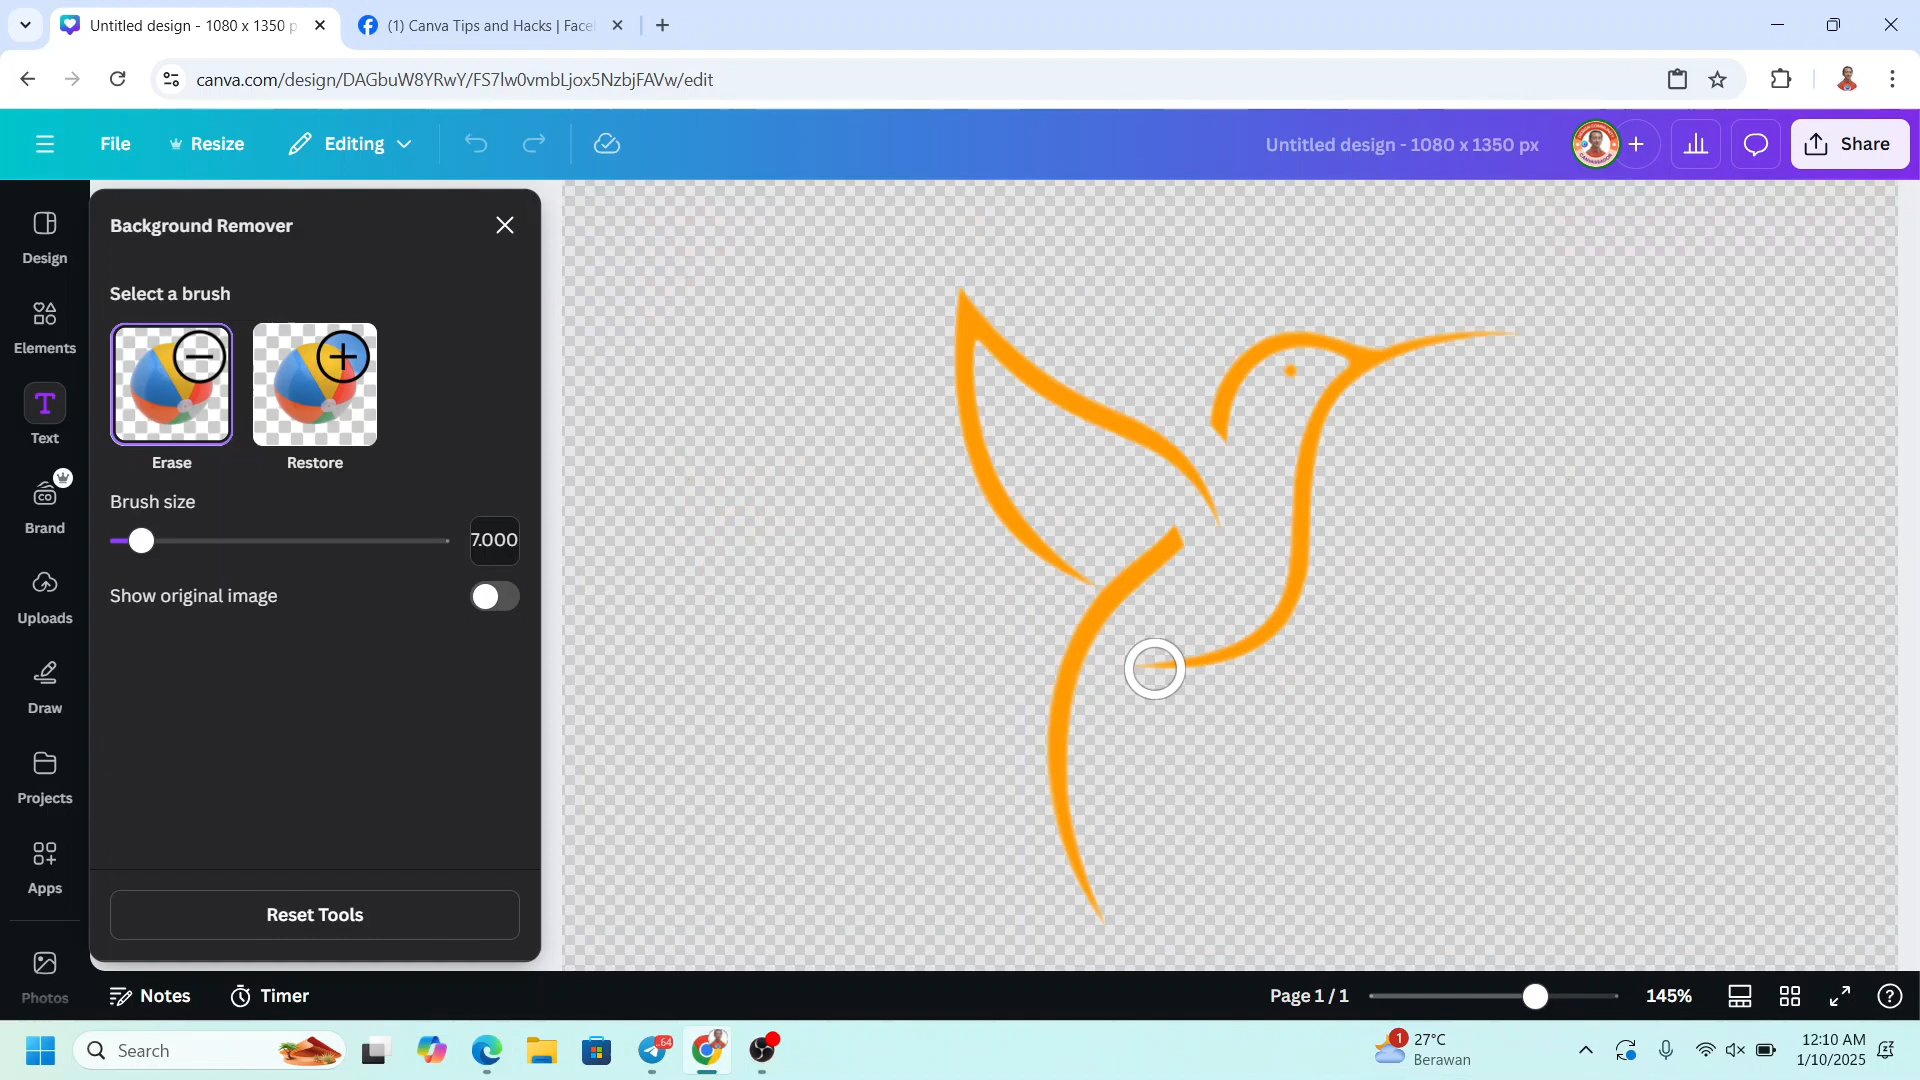 Untitled design - 1080 x 1350 p
(1) Canva Tips and Hacks | Face
canva.com/design/DAGbuW8YRwY/FS7lw0vmbLjox5NzbjFAVw/edit
File
Resize
Editing
Untitled design - 1080 x 1350 px
Share
Design
Elements
Text
Brand
Uploads
Draw
Projects
Apps
Photos
Background Remover
Select a brush
Erase
Restore
Brush size
7.000
Show original image
Reset Tools
Notes
Timer
Page 1 / 1
145%
Search
.64
1
27°C
Berawan
12:10 AM
1/10/2025